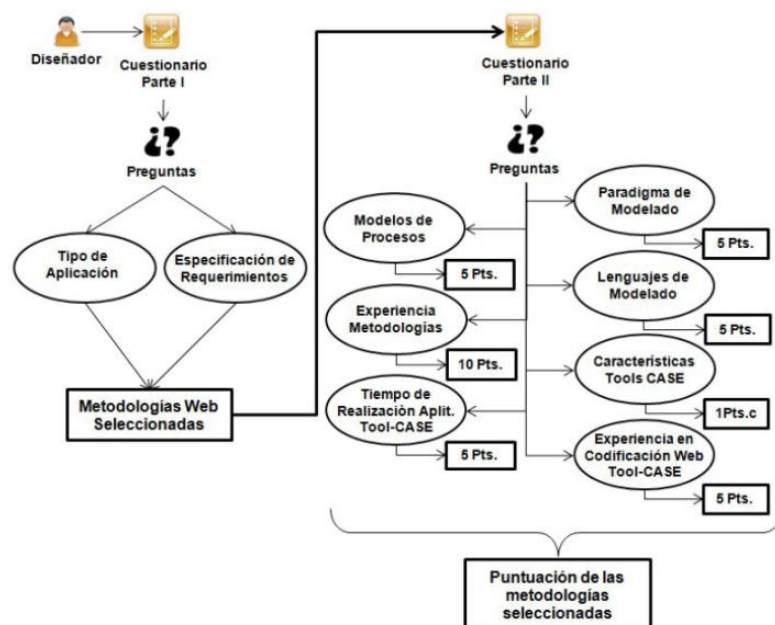 Diseñador
Cuestionario
Parte I
¿?
Preguntas
Tipo de
Aplicación
Especificación de
Requerimientos
Metodologías Web
Seleccionadas
Cuestionario
Parte II
¿?
Preguntas
Modelos de
Procesos
5 Pts.
Experiencia
Metodologías
10 Pts.
Tiempo de
Realizaciòn Aplit.
Tool-CASE
5 Pts.
Paradigma de
Modelado
5 Pts.
Lenguajes de
Modelado
5 Pts.
Características
Tools CASE
1Pts.c
Experiencia en
Codificación Web
Tool-CASE
5 Pts.
Puntuación de las
metodologías
seleccionadas